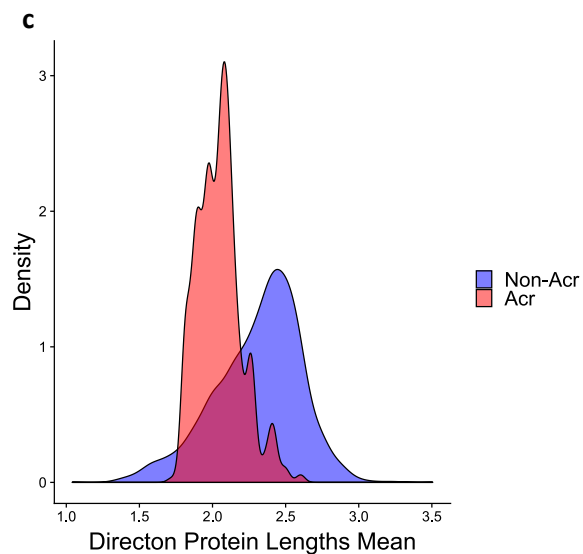 c
3
2
1
0
Density
1.0 1.5 2.0 2.5 3.0 3.5
Directon Protein Lengths Mean
Non-Acr
Acr